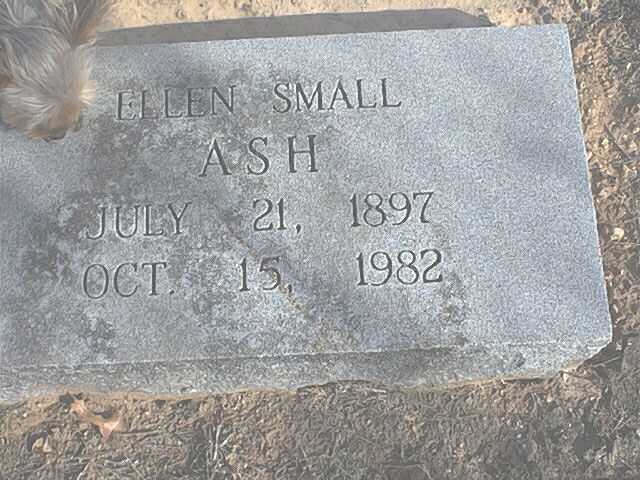 ELLEN SMALL
ASH
JULY 21, 1897
OCT. 15, 1982